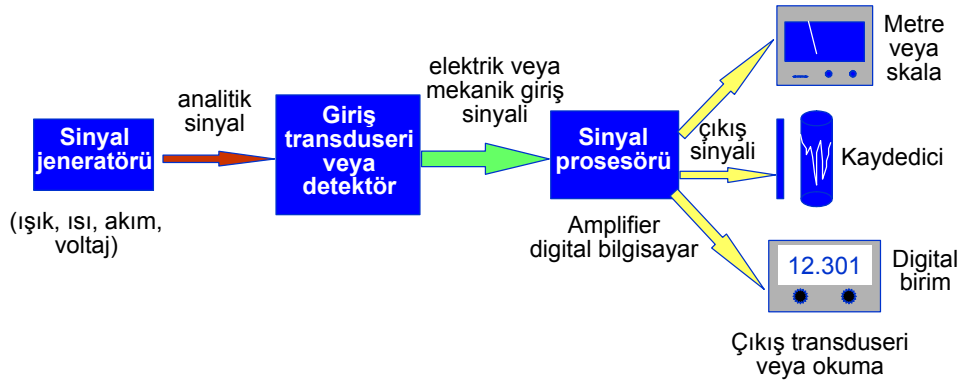 Sinyal
jeneratörü
(ışık, ısı, akım,
voltaj)
analitik
sinyal
Giriş
transduseri
veya
detektör
elektrik veya
mekanik giriş
sinyali
Sinyal
prosesörü
Amplifier
digital bilgisayar
çıkış
sinyali
Metre
veya
skala
Kaydedici
12.301
Digital
birim
Çıkış transduseri
veya okuma